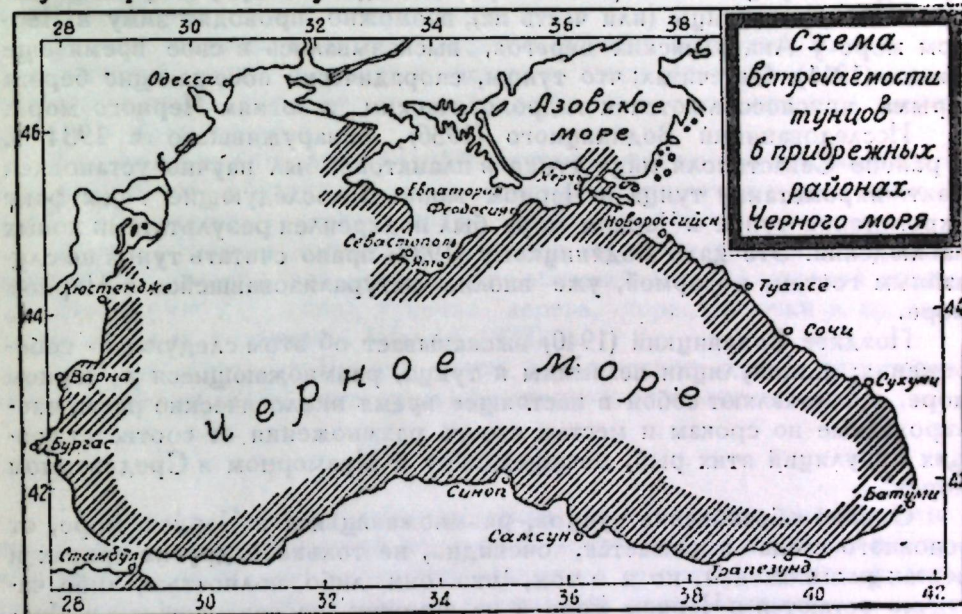 28 30 32 34 36 38
Схема
встречаемости
тунцов
в прибрежных
районах
Черного моря
Одесса
Азовское
море
46
Керчь
Евпатория
Феодосия
Новороссийск
Севастополь
Ялта
Кюстендже
Туапсе
44
44
Сочи
Сухуми
Варна
Черное море
Бургас
42
42
Батуми
Синоп
Самсун
Стамбул
Трапезунд
28 30 32 34 36 38 40 42